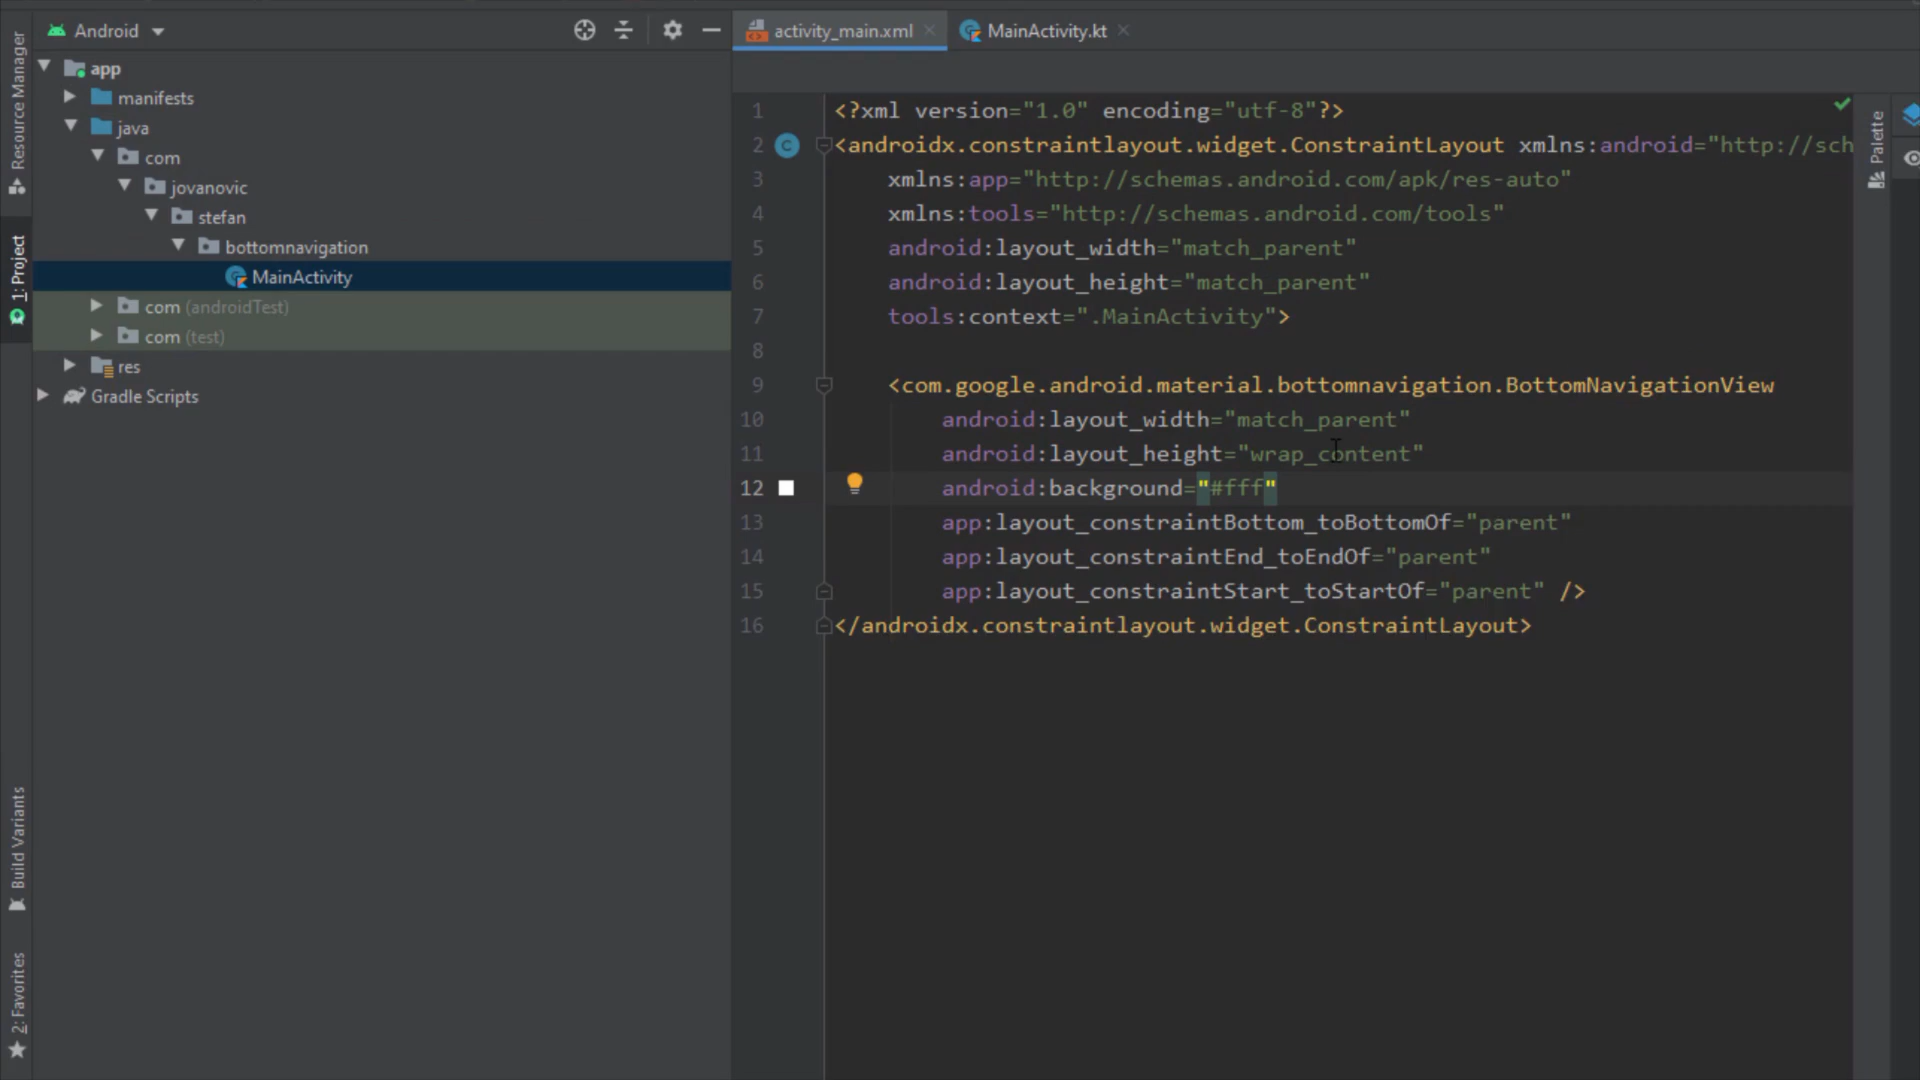 Android
activity_main.xml
MainActivity.kt
Resource Manager
1: Project
Build Variants
2: Favorites
app
manifests
java
com
jovanovic
stefan
bottomnavigation
MainActivity
com (androidTest)
com (test)
res
Gradle Scripts
1 <?xml version="1.0" encoding="utf-8"?>
2 <androidx.constraintlayout.widget.ConstraintLayout xmlns:android="http://sch
3 xmlns:app="http://schemas.android.com/apk/res-auto"
4 xmlns:tools="http://schemas.android.com/tools"
5 android:layout_width="match_parent"
6 android:layout_height="match_parent"
7 tools:context=".MainActivity">
8
9 <com.google.android.material.bottomnavigation.BottomNavigationView
10 android:layout_width="match_parent"
11 android:layout_height="wrap_content"
12 android:background="#fff"
13 app:layout_constraintBottom_toBottomOf="parent"
14 app:layout_constraintEnd_toEndOf="parent"
15 app:layout_constraintStart_toStartOf="parent" />
16 </androidx.constraintlayout.widget.ConstraintLayout>
Palette